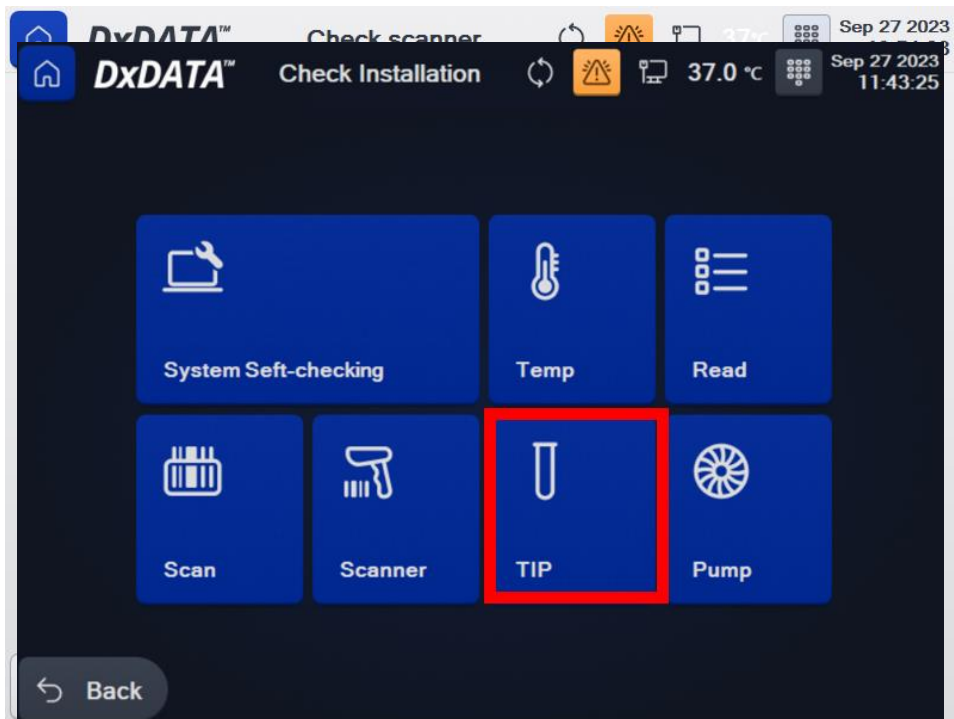 DxDATA™ Check scanner 37℃ Sep 27 2023
DxDATA™ Check Installation 37.0 ℃ Sep 27 2023
11:43:25
System Seft-checking
Temp
Read
Scan
Scanner
TIP
Pump
Back